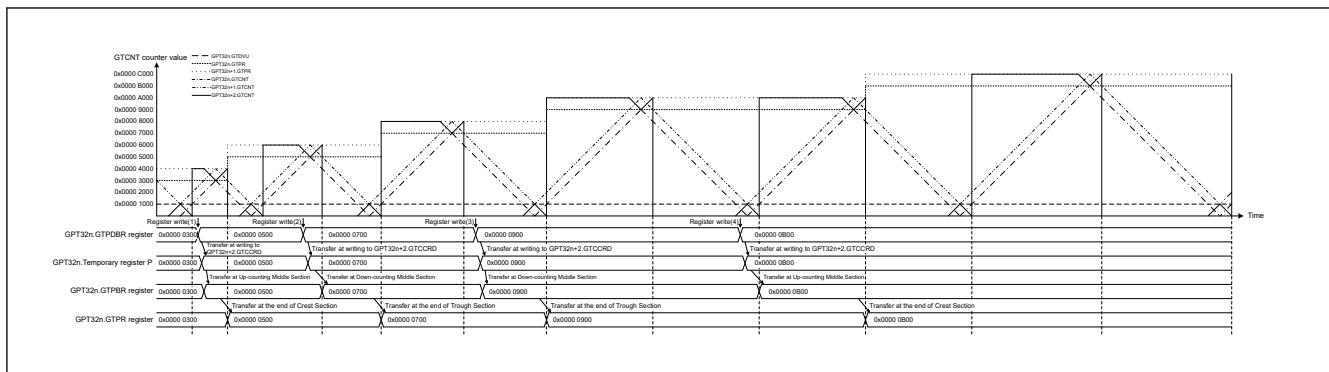 GTCNT counter value
GPT32n.GTDVU
GPT32n.GTPR
GPT32n+1.GTPR
GPT32n.GTCNT
GPT32n+1.GTCNT
GPT32n+2.GTCNT
0x0000 C000
0x0000 B000
0x0000 A000
0x0000 9000
0x0000 8000
0x0000 7000
0x0000 6000
0x0000 5000
0x0000 4000
0x0000 3000
0x0000 2000
0x0000 1000
Time
Register write(1) Register write(2) Register write(3) Register write(4)
GPT32n.GTPDBR register 0x0000 0300 0x0000 0500 0x0000 0700 0x0000 0900 0x0000 0B00
Transfer at writing to GPT32n+2.GTCCRD Transfer at writing to GPT32n+2.GTCCRD Transfer at writing to GPT32n+2.GTCCRD Transfer at writing to GPT32n+2.GTCCRD
GPT32n.Temporary register P 0x0000 0300 0x0000 0500 0x0000 0700 0x0000 0900 0x0000 0B00
Transfer at Up-counting Middle Section Transfer at Down-counting Middle Section Transfer at Down-counting Middle Section Transfer at Up-counting Middle Section
GPT32n.GTPBR register 0x0000 0300 0x0000 0500 0x0000 0700 0x0000 0900 0x0000 0B00
Transfer at the end of Crest Section Transfer at the end of Trough Section Transfer at the end of Trough Section Transfer at the end of Crest Section
GPT32n.GTPR register 0x0000 0300 0x0000 0500 0x0000 0700 0x0000 0900 0x0000 0B00